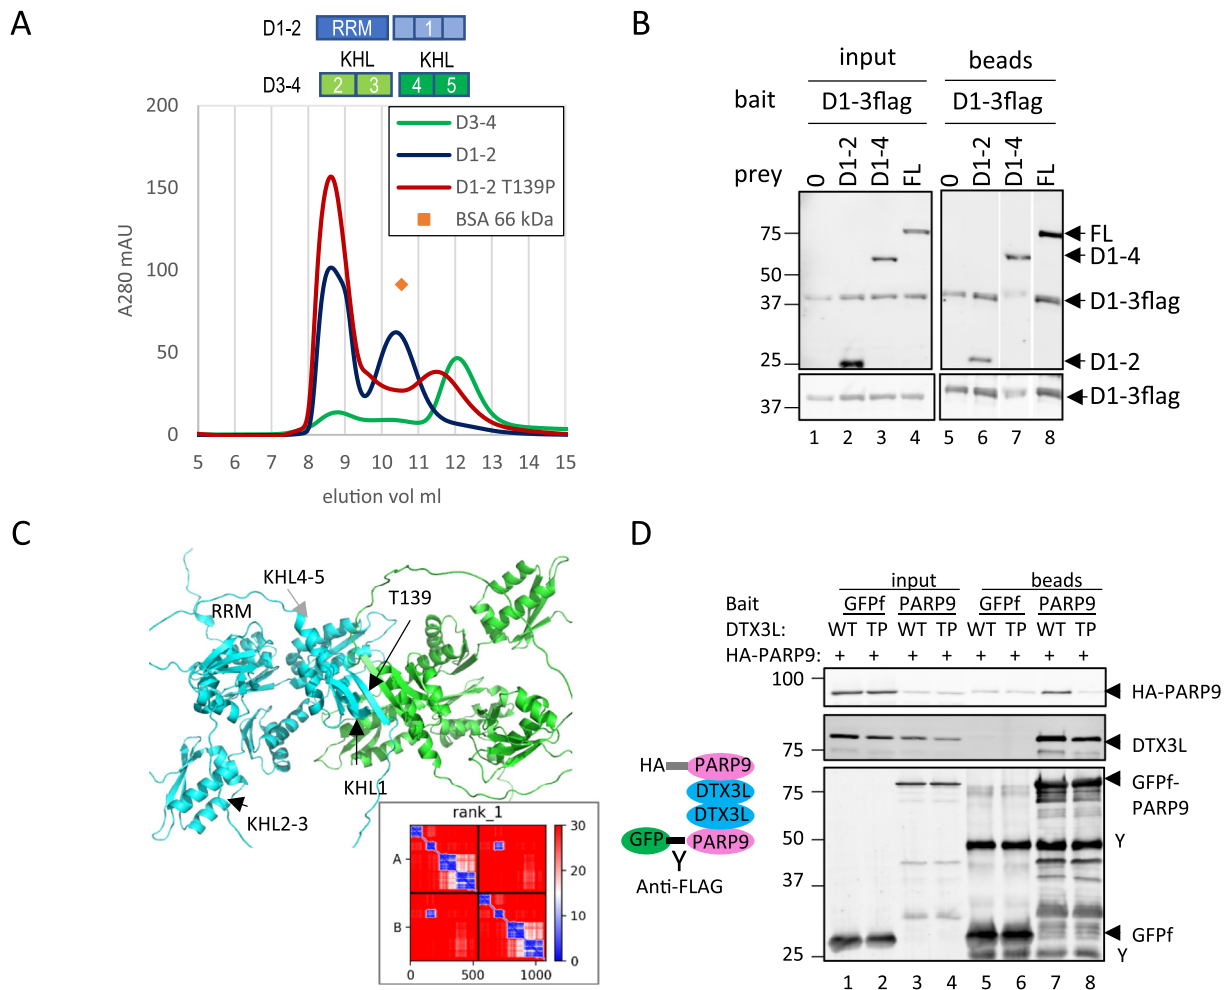 A
D1-2
RRM
1
KHL
KHL
D3-4
2
3
4
5
200
150
100
50
0
A280 mAU
D3-4
D1-2
D1-2 T139P
BSA 66 kDa
5 6 7 8 9 10 11 12 13 14 15
elution vol ml
B
input
beads
bait
D1-3flag
D1-3flag
prey
0
D1-2
D1-4
FL
0
D1-2
D1-4
FL
75
50
37
25
37
FL
D1-4
D1-3flag
D1-2
D1-3flag
1 2 3 4 5 6 7 8
C
KHL4-5
T139
RRM
KHL1
KHL2-3
rank_1
A
B
0
500
1000
30
20
10
0
D
input
beads
Bait
GFPf
PARP9
GFPf
PARP9
DTX3L:
WT TP WT TP WT TP WT TP
HA-PARP9:
+ + + + + + + +
100
75
75
50
37
25
HA-PARP9
DTX3L
GFPf-
PARP9
Y
GFPf
Y
HA
PARP9
DTX3L
DTX3L
GFP
PARP9
Y
Anti-FLAG
1 2 3 4 5 6 7 8